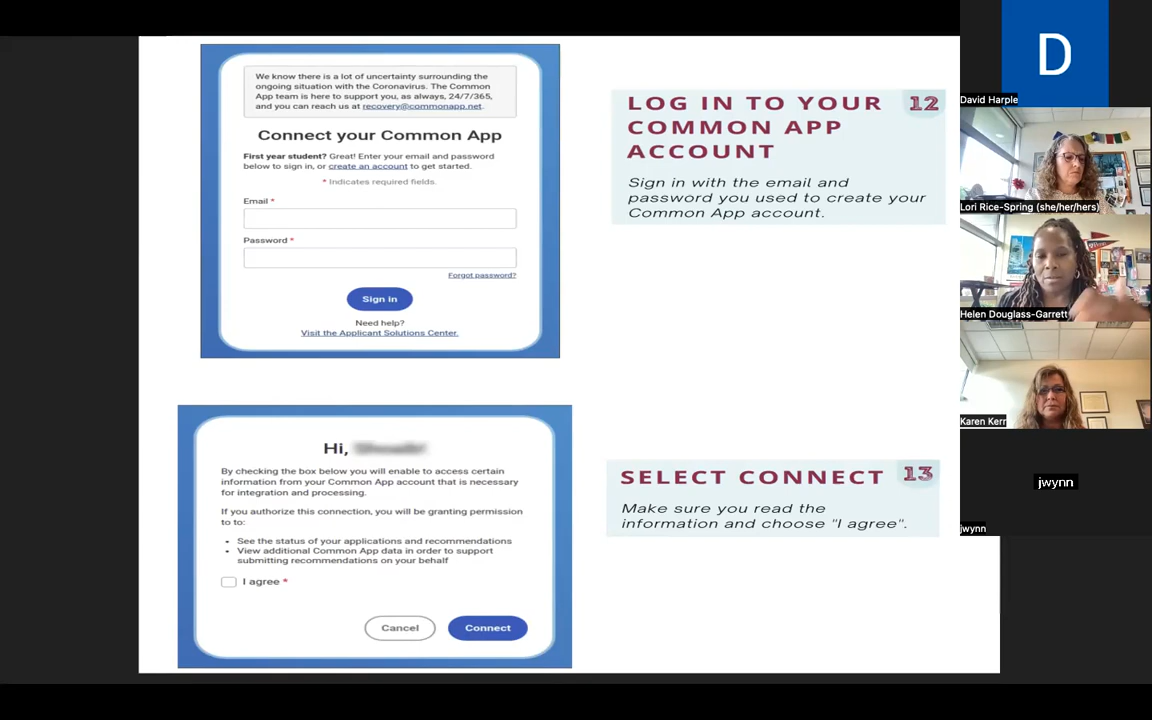 We know there is a lot of uncertainty surrounding the
ongoing situation with the Coronavirus. The Common
App team is here to support you, as always, 24/7/365,
and you can reach us at recovery@commonapp.net.
Connect your Common App
First year student? Great! Enter your email and password
below to sign in, or create an account to get started.
* Indicates required fields.
Email *
Password *
Forgot password?
Sign in
Need help?
Visit the Applicant Solutions Center.
LOG IN TO YOUR
COMMON APP
ACCOUNT
12
Sign in with the email and
password you used to create your
Common App account.
Hi,
By checking the box below you will enable to access certain
information from your Common App account that is necessary
for integration and processing.
If you authorize this connection, you will be granting permission
to to:
• See the status of your applications and recommendations
• View additional Common App data in order to support
submitting recommendations on your behalf
I agree *
Cancel
Connect
SELECT CONNECT
13
Make sure you read the
information and choose "I agree".
D
David Harple
Lori Rice-Spring (she/her/hers)
Helen Douglass-Garrett
Karen Kerr
jwynn
jwynn